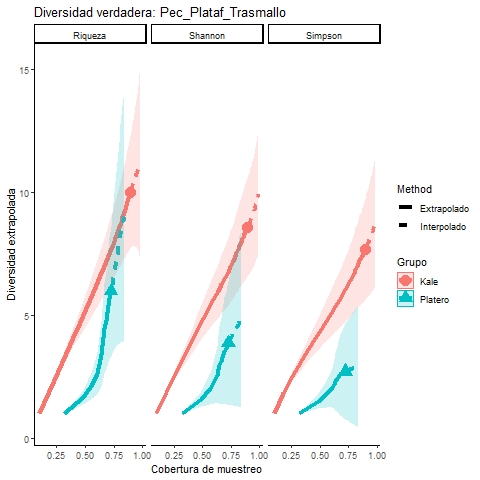 Diversidad verdadera: Pec_Plataf_Trasmallo
Riqueza Shannon Simpson
Diversidad extrapolada
15
10
5
0
0.25 0.50 0.75 1.00 0.25 0.50 0.75 1.00 0.25 0.50 0.75 1.00
Cobertura de muestreo
Method
Extrapolado
Interpolado
Grupo
Kale
Platero